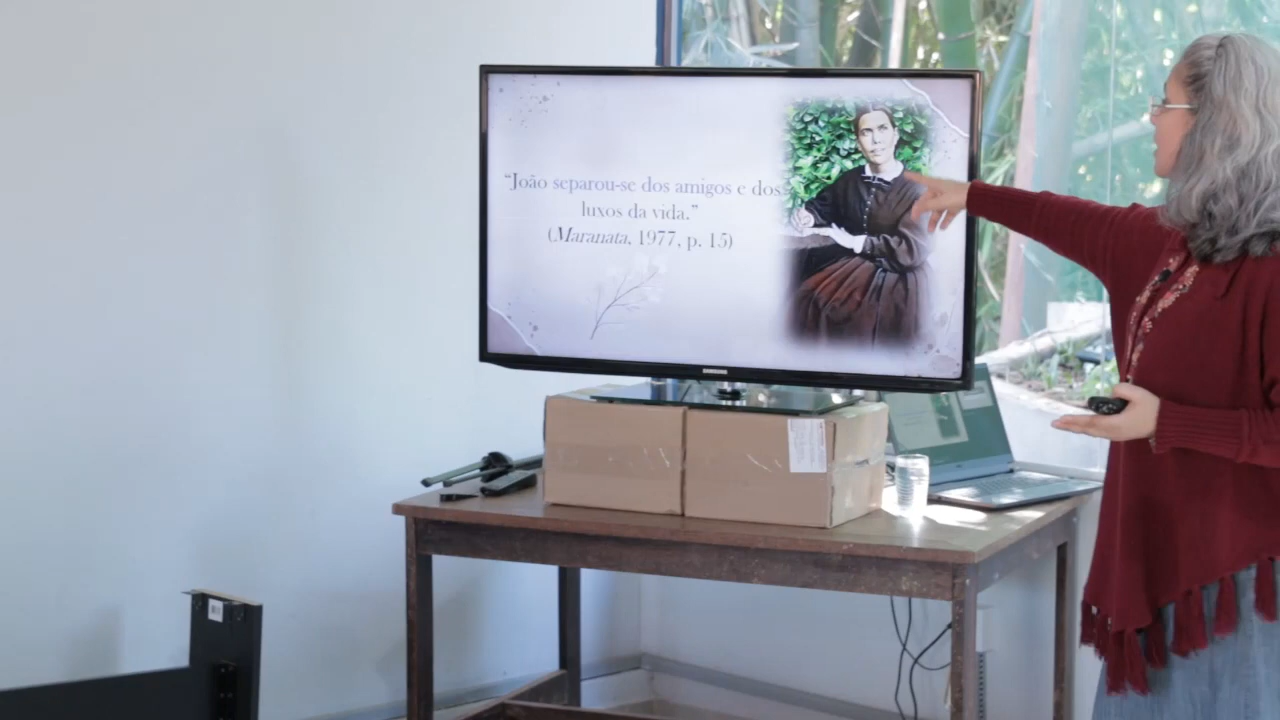 “João separou-se dos amigos e dos
luxos da vida.”
(Maranata, 1977, p. 15)
SAMSUNG